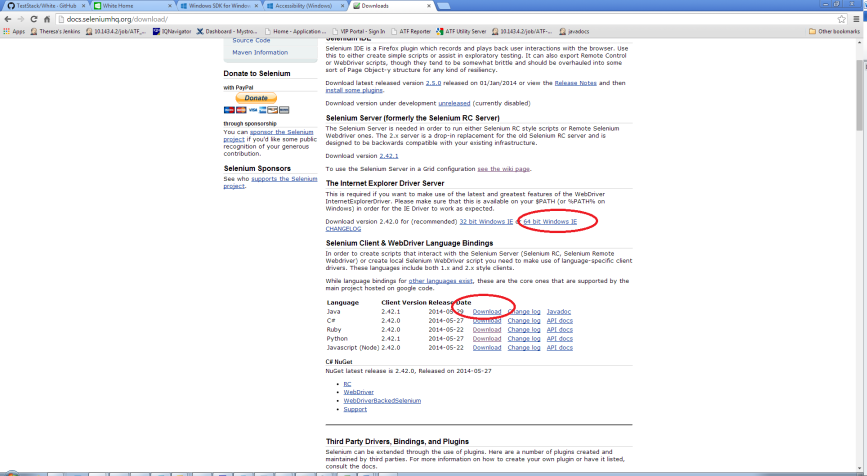 TestStack/White · GitHub
White Home
Windows SDK for Window
Accessibility (Windows)
Downloads
docs.seleniumhq.org/download/
Apps
Theresa's Jenkins
10.143.4.2/job/ATF_...
IQNavigator
Dashboard - Mystro...
Home - Application ...
VIP Portal - Sign In
ATF Reporter
ATF Utility Server
10.143.4.2/job/ATF_...
javadocs
Other bookmarks
Source Code
Maven Information
Donate to Selenium
with PayPal
Donate
VISA
through sponsorship
You can sponsor the Selenium
project if you'd like some public
recognition of your generous
contribution.
Selenium Sponsors
See who supports the Selenium
project.
Selenium IDE
Selenium IDE is a Firefox plugin which records and plays back user interactions with the browser. Use
this to either create simple scripts or assist in exploratory testing. It can also export Remote Control
or WebDriver scripts, though they tend to be somewhat brittle and should be overhauled into some
sort of Page Object-y structure for any kind of resiliency.
Download latest released version 2.5.0 released on 01/Jan/2014 or view the Release Notes and then
install some plugins.
Download version under development unreleased (currently disabled)
Selenium Server (formerly the Selenium RC Server)
The Selenium Server is needed in order to run either Selenium RC style scripts or Remote Selenium
Webdriver ones. The 2.x server is a drop-in replacement for the old Selenium RC server and is
designed to be backwards compatible with your existing infrastructure.
Download version 2.42.1
To use the Selenium Server in a Grid configuration see the wiki page.
The Internet Explorer Driver Server
This is required if you want to make use of the latest and greatest features of the WebDriver
InternetExplorerDriver. Please make sure that this is available on your $PATH (or %PATH% on
Windows) in order for the IE Driver to work as expected.
Download version 2.42.0 for (recommended) 32 bit Windows IE 64 bit Windows IE
CHANGELOG
Selenium Client & WebDriver Language Bindings
In order to create scripts that interact with the Selenium Server (Selenium RC, Selenium Remote
Webdriver) or create local Selenium WebDriver script you need to make use of language-specific client
drivers. These languages include both 1.x and 2.x style clients.
While language bindings for other languages exist, these are the core ones that are supported by the
main project hosted on google code.
Language Client Version Release Date
Java 2.42.1 2014-05-29 Download Change log Javadoc
C# 2.42.0 2014-05-27 Download Change log API docs
Ruby 2.42.0 2014-05-22 Download Change log API docs
Python 2.42.1 2014-05-27 Download Change log API docs
Javascript (Node) 2.42.0 2014-05-22 Download Change log API docs
C# NuGet
NuGet latest release is 2.42.0, Released on 2014-05-27
• RC
• WebDriver
• WebDriverBackedSelenium
• Support
Third Party Drivers, Bindings, and Plugins
Selenium can be extended through the use of plugins. Here are a number of plugins created and
maintained by third parties. For more information on how to create your own plugin or have it listed,
consult the docs.